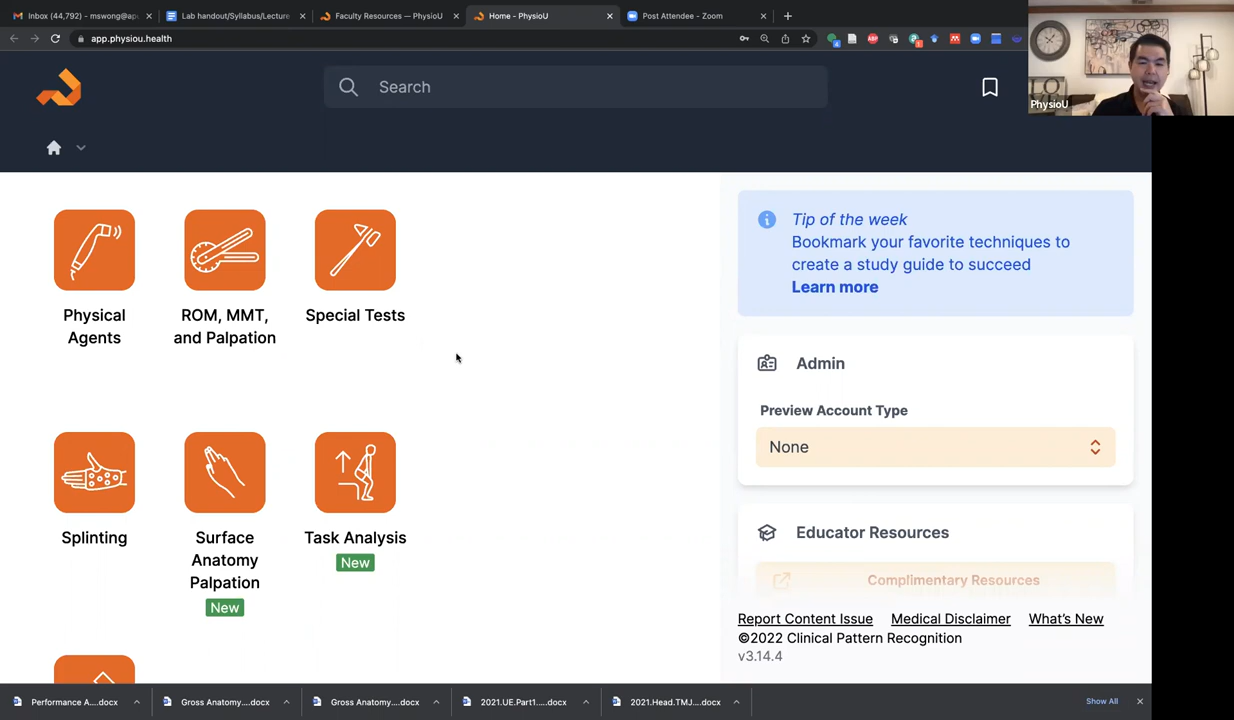 Inbox (44,792) - mswong@ap
Lab handout/Syllabus/Lecture
Faculty Resources — PhysioU
Home - PhysioU
Post Attendee - Zoom
app.physiou.health
PhysioU
Search
Physical
Agents
ROM, MMT,
and Palpation
Special Tests
Splinting
Surface
Anatomy
Palpation
New
Task Analysis
New
Tip of the week
Bookmark your favorite techniques to
create a study guide to succeed
Learn more
Admin
Preview Account Type
None
Educator Resources
Complimentary Resources
Report Content Issue
Medical Disclaimer
What's New
©2022 Clinical Pattern Recognition
v3.14.4
Performance A....docx
Gross Anatomy....docx
Gross Anatomy....docx
2021.UE.Part1.....docx
2021.Head.TMJ....docx
Show All